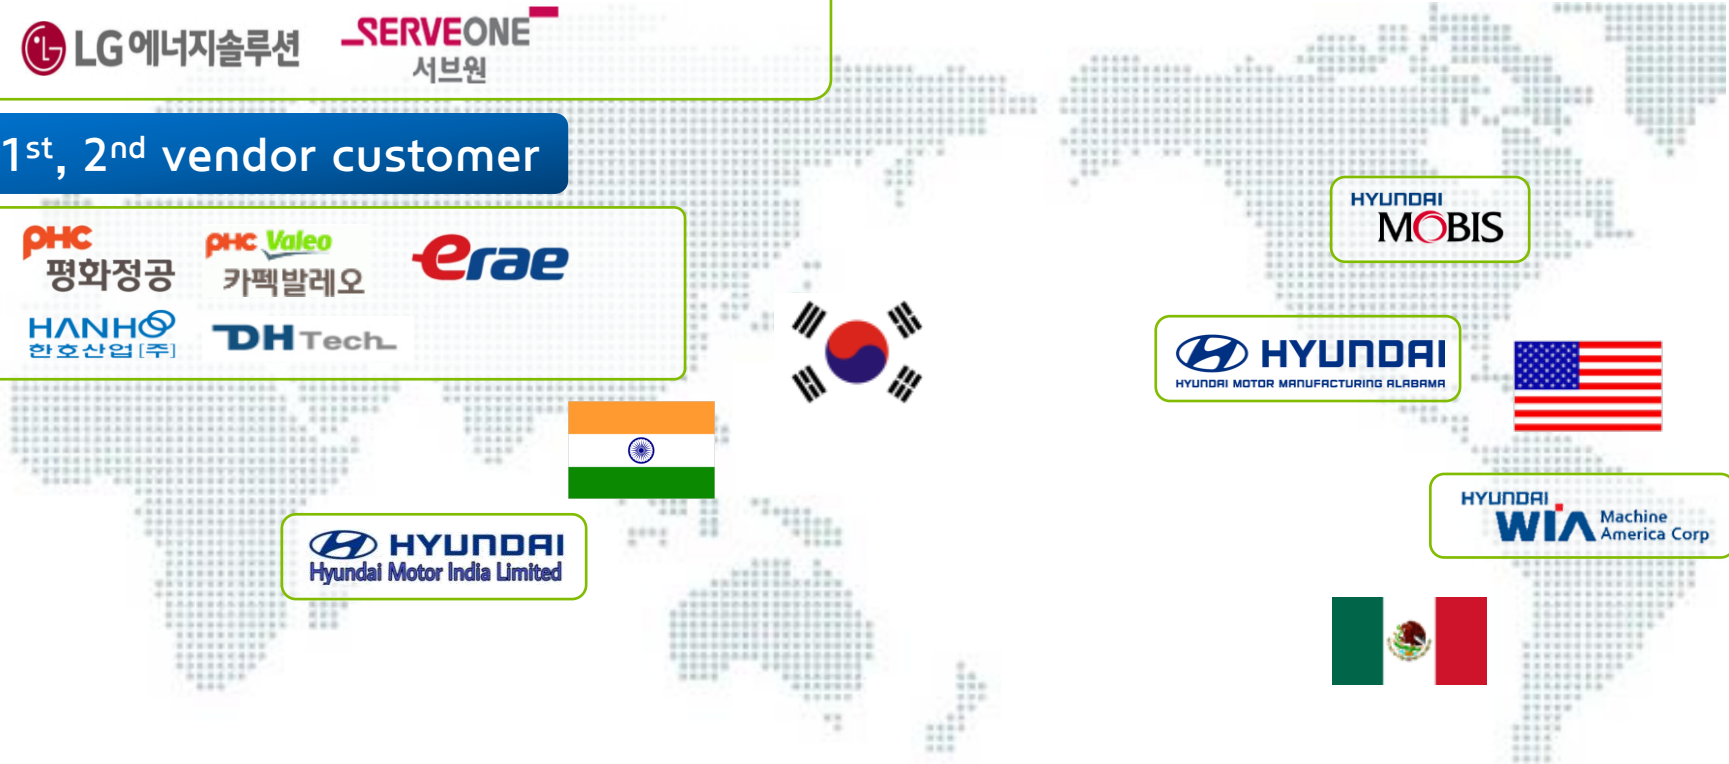 LG에너지솔루션
SERVEONE
서브원
1st, 2nd vendor customer
PHC
평화정공
PHC Valeo
카펙발레오
erae
HANHO
한호산업[주]
DH Tech
HYUNDAI
MOBIS
HYUNDAI
HYUNDAI MOTOR MANUFACTURING ALABAMA
HYUNDAI
WIA Machine
America Corp
HYUNDAI
Hyundai Motor India Limited